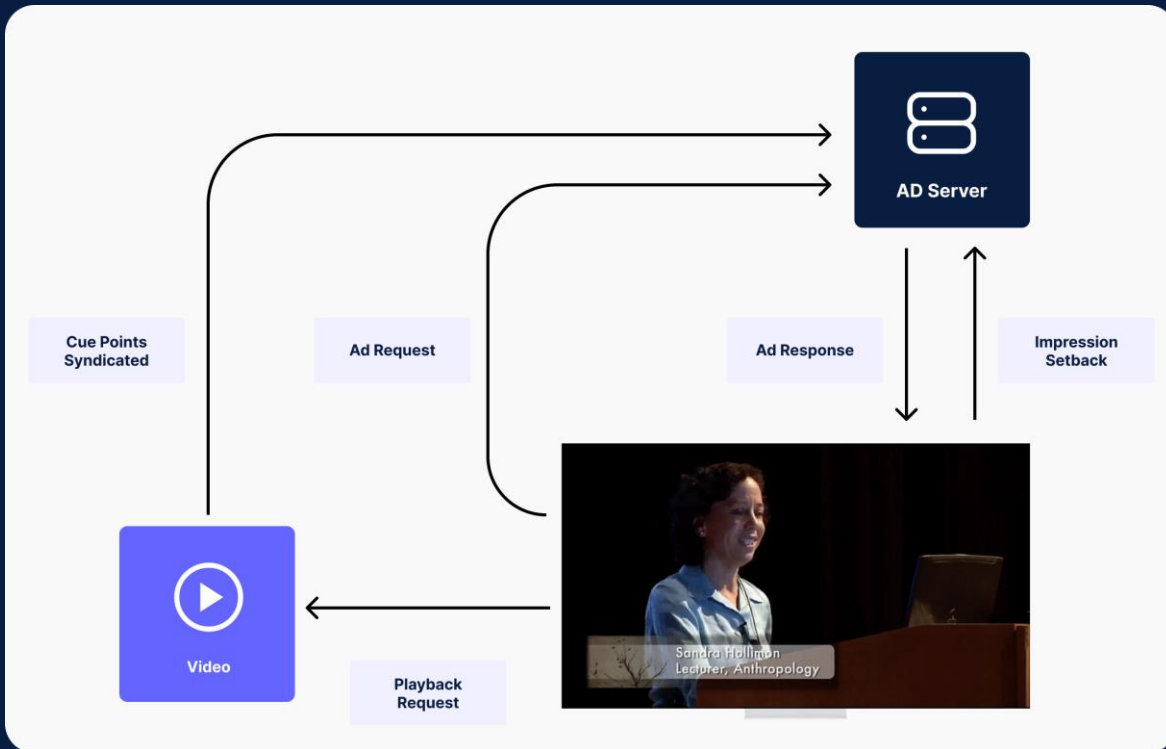 AD Server
Cue Points
Syndicated
Ad Request
Ad Response
Impression
Setback
Sandra Hollimon
Lecturer, Anthropology
Video
Playback
Request